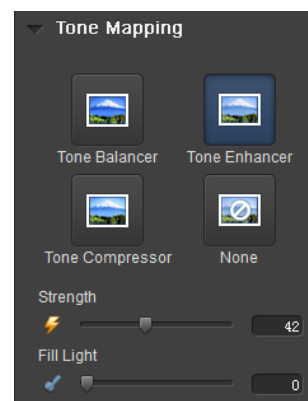 Tone Mapping
Tone Balancer Tone Enhancer
Tone Compressor None
Strength
42
Fill Light
0